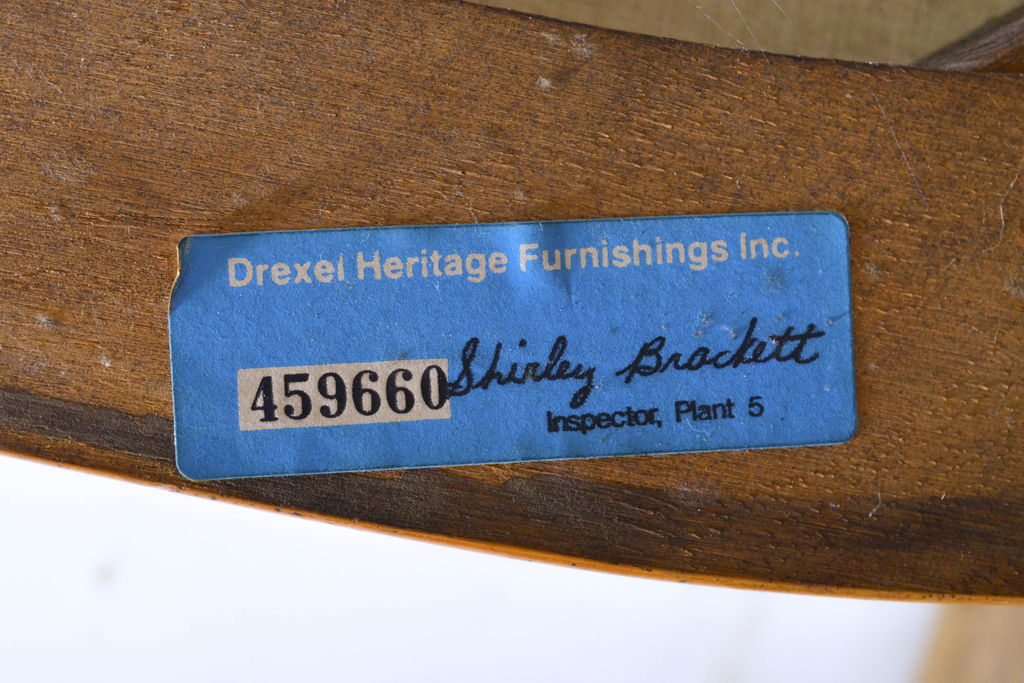 Drexel Heritage Furnishings Inc.
459660 Shirley Brackett
Inspector, Plant 5